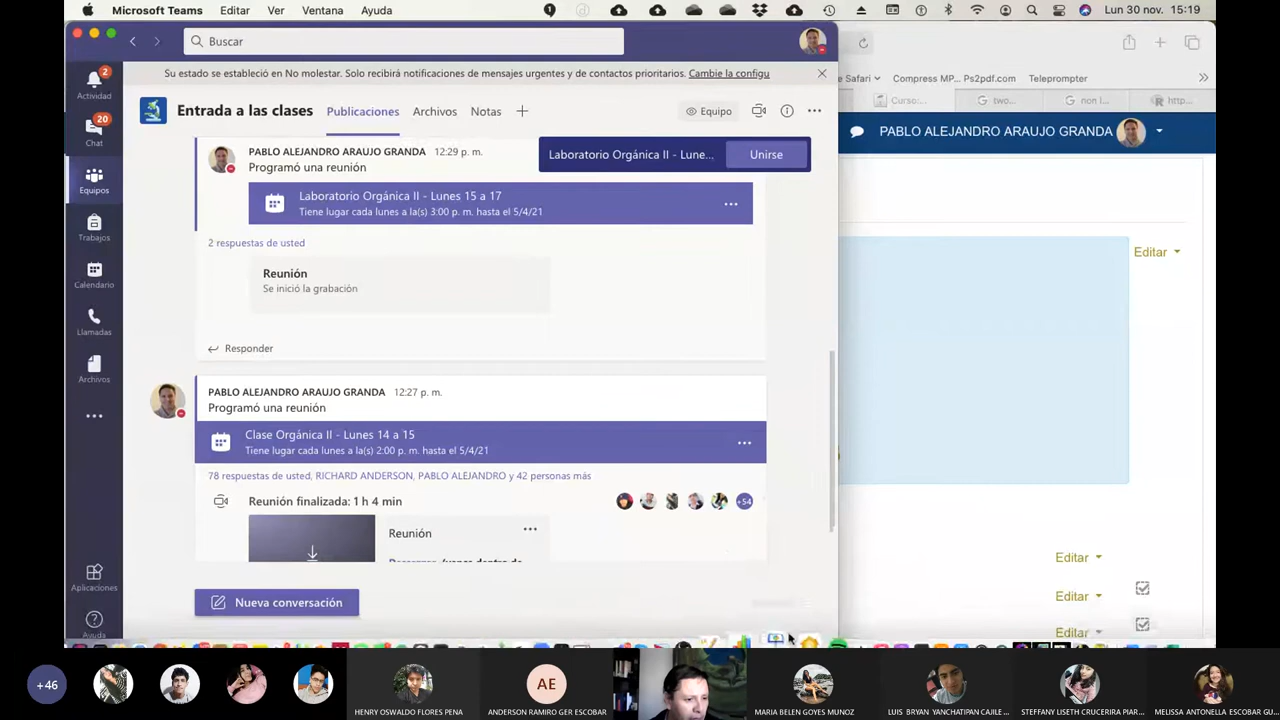 Microsoft Teams Editar Ver Ventana Ayuda
Lun 30 nov. 15:19
Buscar
Su estado se estableció en No molestar. Solo recibirá notificaciones de mensajes urgentes y de contactos prioritarios. Cambie la configu
e Safari Compress MP... Ps2pdf.com Teleprompter
Curso:... two... non l... http...
2
Actividad
20
Chat
Equipos
Trabajos
Calendario
Llamadas
Archivos
Aplicaciones
Ayuda
Entrada a las clases Publicaciones Archivos Notas
Equipo
PABLO ALEJANDRO ARAUJO GRANDA
PABLO ALEJANDRO ARAUJO GRANDA 12:29 p. m.
Programó una reunión
Laboratorio Orgánica II - Lune... Unirse
Laboratorio Orgánica II - Lunes 15 a 17
Tiene lugar cada lunes a la(s) 3:00 p. m. hasta el 5/4/21
2 respuestas de usted
Reunión
Se inició la grabación
Responder
PABLO ALEJANDRO ARAUJO GRANDA 12:27 p. m.
Programó una reunión
Clase Orgánica II - Lunes 14 a 15
Tiene lugar cada lunes a la(s) 2:00 p. m. hasta el 5/4/21
78 respuestas de usted, RICHARD ANDERSON, PABLO ALEJANDRO y 42 personas más
Reunión finalizada: 1 h 4 min
+54
Reunión
Nueva conversación
Editar
Editar
Editar
Editar
+46
AE
HENRY OSWALDO FLORES PENA
ANDERSON RAMIRO GER ESCOBAR
MARIA BELEN GOYES MUNOZ
LUIS BRYAN YANCHATIPAN CAJILE ...
STEFFANY LISETH CRUCERIRA PIAR...
MELISSA ANTONELLA ESCOBAR GU...